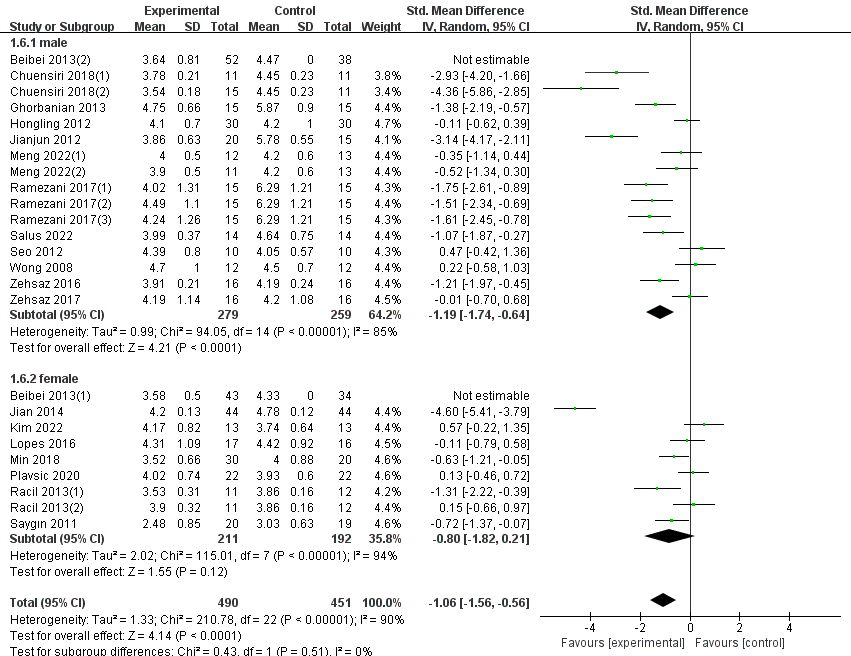 Experimental Control Std. Mean Difference Std. Mean Difference
Study or Subgroup Mean SD Total Mean SD Total Weight IV, Random, 95% CI IV, Random, 95% CI
1.6.1 male
Beibei 2013(2) 3.64 0.81 52 4.47 0 38 Not estimable
Chuensiri 2018(1) 3.78 0.21 11 4.45 0.23 11 3.8% -2.93 [-4.20, -1.66]
Chuensiri 2018(2) 3.54 0.18 15 4.45 0.23 11 3.4% -4.36 [-5.86, -2.85]
Ghorbanian 2013 4.75 0.66 15 5.87 0.9 15 4.4% -1.38 [-2.19, -0.57]
Hongling 2012 4.1 0.7 30 4.2 1 30 4.6% -0.11 [-0.62, 0.39]
Jianjun 2012 3.86 0.63 20 5.78 0.55 15 4.1% -3.14 [-4.17, -2.11]
Meng 2022(1) 4 0.5 12 4.2 0.6 13 4.4% -0.35 [-1.14, 0.44]
Meng 2022(2) 3.9 0.5 11 4.2 0.6 13 4.4% -0.52 [-1.34, 0.30]
Ramezani 2017(1) 4.02 1.31 15 6.29 1.21 15 4.3% -1.75 [-2.61, -0.89]
Ramezani 2017(2) 4.49 1.1 15 6.29 1.21 15 4.4% -1.51 [-2.34, -0.69]
Ramezani 2017(3) 4.24 1.26 15 6.29 1.21 15 4.3% -1.61 [-2.45, -0.78]
Salus 2022 3.99 0.37 14 4.64 0.75 14 4.4% -1.07 [-1.87, -0.27]
Seo 2012 4.39 0.8 10 4.05 0.57 10 4.3% 0.47 [-0.42, 1.36]
Wong 2008 4.7 1 12 4.5 0.7 12 4.4% 0.22 [-0.58, 1.03]
Zehsaz 2016 3.91 0.21 16 4.19 0.24 16 4.4% -1.21 [-1.97, -0.45]
Zehsaz 2017 4.19 1.14 16 4.2 1.08 16 4.5% -0.01 [-0.70, 0.68]
Subtotal (95% CI) 279 259 64.2% -1.19 [-1.74, -0.64]
Heterogeneity: Tau² = 0.99; Chi² = 94.05, df = 14 (P < 0.00001); I² = 85%
Test for overall effect: Z = 4.21 (P < 0.0001)
1.6.2 female
Beibei 2013(1) 3.58 0.5 43 4.33 0 34 Not estimable
Jian 2014 4.2 0.13 44 4.78 0.12 44 4.4% -4.60 [-5.41, -3.79]
Kim 2022 4.17 0.82 13 3.74 0.64 13 4.4% 0.57 [-0.22, 1.35]
Lopes 2016 4.31 1.09 17 4.42 0.92 16 4.5% -0.11 [-0.79, 0.58]
Min 2018 3.52 0.66 30 4 0.88 20 4.6% -0.63 [-1.21, -0.05]
Plavsic 2020 4.02 0.74 22 3.93 0.6 22 4.6% 0.13 [-0.46, 0.72]
Racil 2013(1) 3.53 0.31 11 3.86 0.16 12 4.3% -1.31 [-2.22, -0.39]
Racil 2013(2) 3.9 0.32 11 3.86 0.16 12 4.4% 0.15 [-0.66, 0.97]
Saygın 2011 2.48 0.85 20 3.03 0.63 19 4.5% -0.72 [-1.37, -0.07]
Subtotal (95% CI) 211 192 35.8% -0.80 [-1.82, 0.21]
Heterogeneity: Tau² = 2.02; Chi² = 115.01, df = 7 (P < 0.00001); I² = 94%
Test for overall effect: Z = 1.55 (P = 0.12)
Total (95% CI) 490 451 100.0% -1.06 [-1.56, -0.56]
Heterogeneity: Tau² = 1.33; Chi² = 210.78, df = 22 (P < 0.00001); I² = 90%
Test for overall effect: Z = 4.14 (P < 0.0001)
Test for subgroup differences: Chi² = 0.43, df = 1 (P = 0.51), I² = 0%
-4 -2 0 2 4
Favours [experimental] Favours [control]